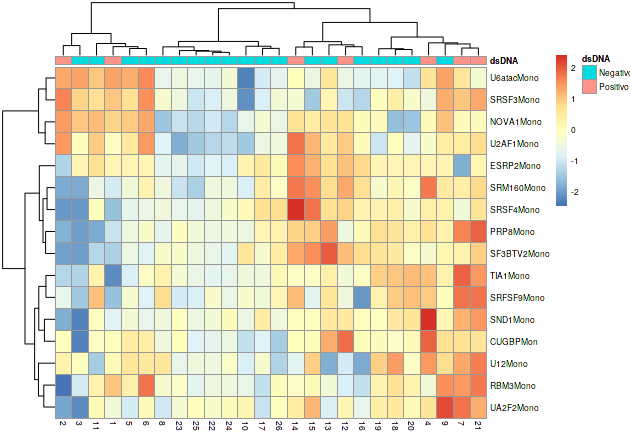 dsDNA
U6atacMono
SRSF3Mono
NOVA1Mono
U2AF1Mono
ESRP2Mono
SRM160Mono
SRSF4Mono
PRP8Mono
SF3BTV2Mono
TIA1Mono
SRFSF9Mono
SND1Mono
CUGBPMon
U12Mono
RBM3Mono
UA2F2Mono
2 3 11 1 5 6 8 23 25 22 24 10 17 26 14 15 13 12 16 19 18 20 4 9 7 21
2
1
0
-1
-2
dsDNA
Negativo
Positivo